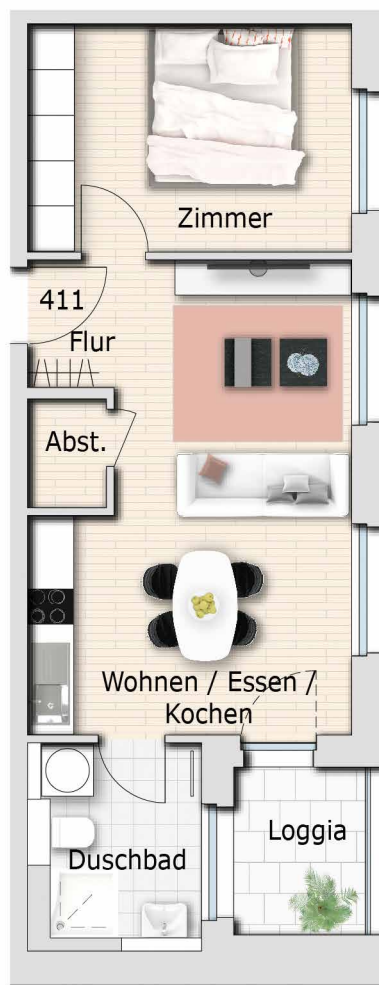 Zimmer
411
Flur
Abst.
Wohnen / Essen /
Kochen
Loggia
Duschbad